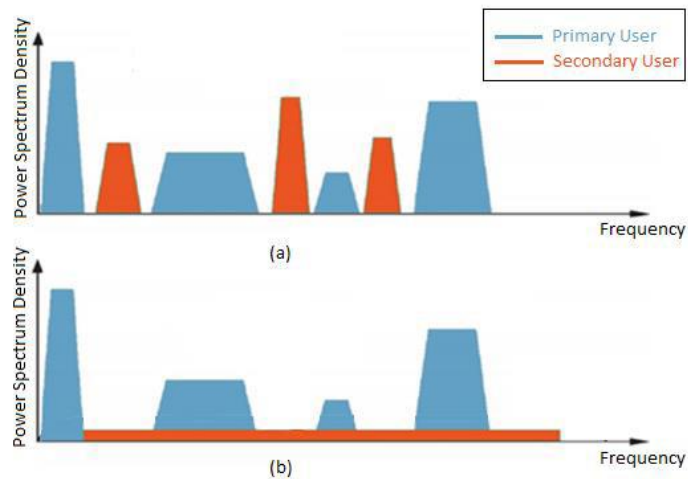 Primary User
Secondary User
Power Spectrum Density
Frequency
(a)
Power Spectrum Density
Frequency
(b)